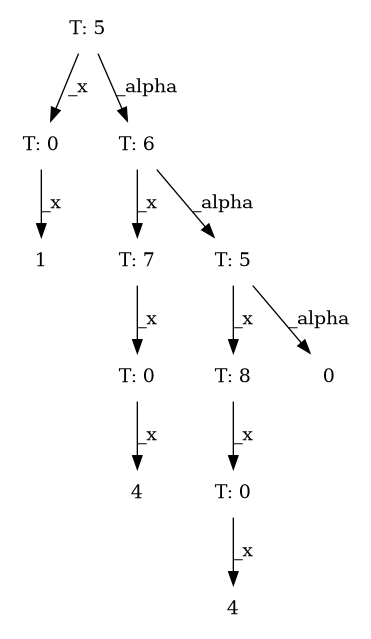 T: 5
_x
_alpha
T: 0
T: 6
_x
_x
_alpha
1
T: 7
T: 5
_x
_x
_alpha
T: 0
T: 8
0
_x
_x
4
T: 0
_x
4